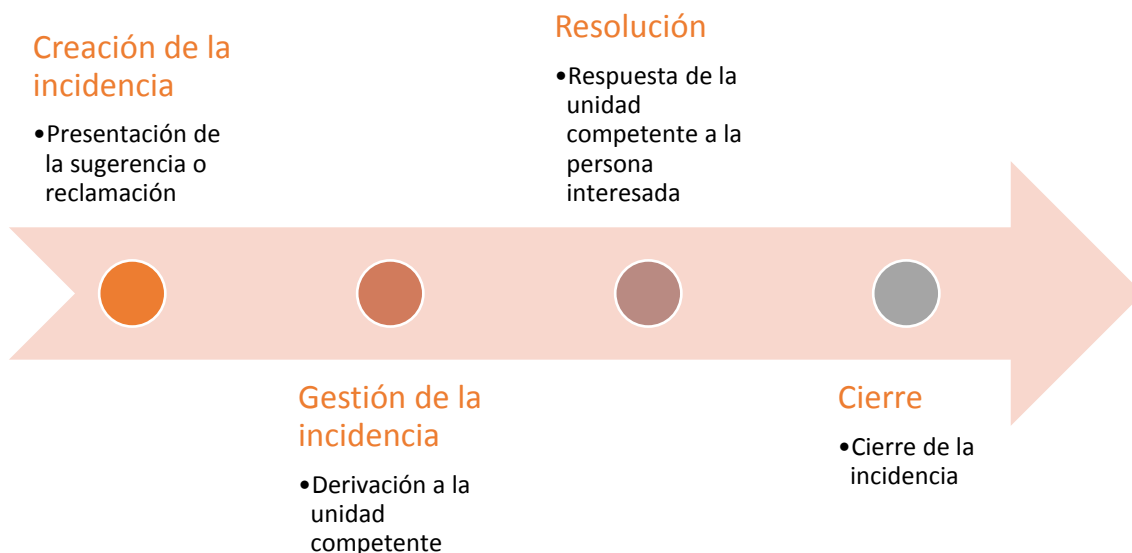 Creación de la
incidencia
•Presentación de
la sugerencia o
reclamación
Gestión de la
incidencia
•Derivación a la
unidad
competente
Resolución
•Respuesta de la
unidad
competente a la
persona
interesada
Cierre
•Cierre de la
incidencia